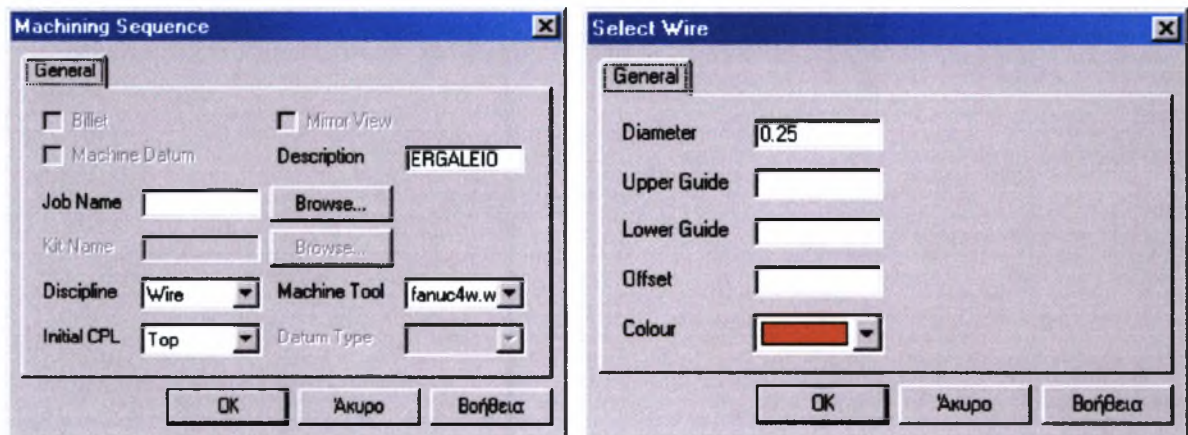 Machining Sequence
General
Billet Mirror View
Machine Datum Description ERGALEIO
Job Name Browse...
Kit Name Browse...
Discipline Wire Machine Tool fanuc4w.w
Initial CPL Top Datum Type
OK Άκυρο Βοήθεια
Select Wire
General
Diameter 0.25
Upper Guide
Lower Guide
Offset
Colour
OK Άκυρο Βοήθεια